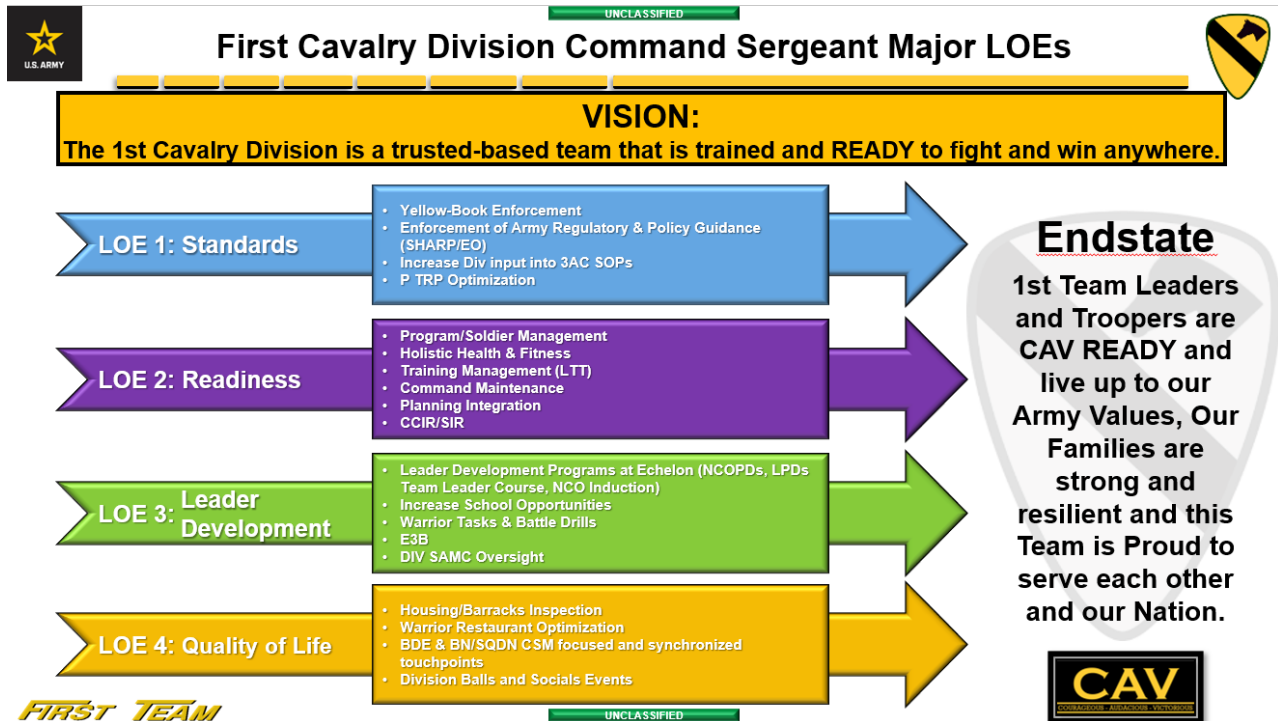 UNCLASSIFIED
U.S. ARMY
First Cavalry Division Command Sergeant Major LOEs
VISION:
The 1st Cavalry Division is a trusted-based team that is trained and READY to fight and win anywhere.
LOE 1: Standards
• Yellow-Book Enforcement
• Enforcement of Army Regulatory & Policy Guidance
(SHARP/EO)
• Increase Div input into 3AC SOPs
• P TRP Optimization
LOE 2: Readiness
• Program/Soldier Management
• Holistic Health & Fitness
• Training Management (LTT)
• Command Maintenance
• Planning Integration
• CCIR/SIR
LOE 3: Leader
Development
• Leader Development Programs at Echelon (NCOPDs, LPDs
Team Leader Course, NCO Induction)
• Increase School Opportunities
• Warrior Tasks & Battle Drills
• E3B
• DIV SAMC Oversight
LOE 4: Quality of Life
• Housing/Barracks Inspection
• Warrior Restaurant Optimization
• BDE & BN/SQDN CSM focused and synchronized
touchpoints
• Division Balls and Socials Events
Endstate
1st Team Leaders
and Troopers are
CAV READY and
live up to our
Army Values, Our
Families are
strong and
resilient and this
Team is Proud to
serve each other
and our Nation.
CAV
COURAGEOUS - AUDACIOUS - VICTORIOUS
FIRST TEAM
UNCLASSIFIED